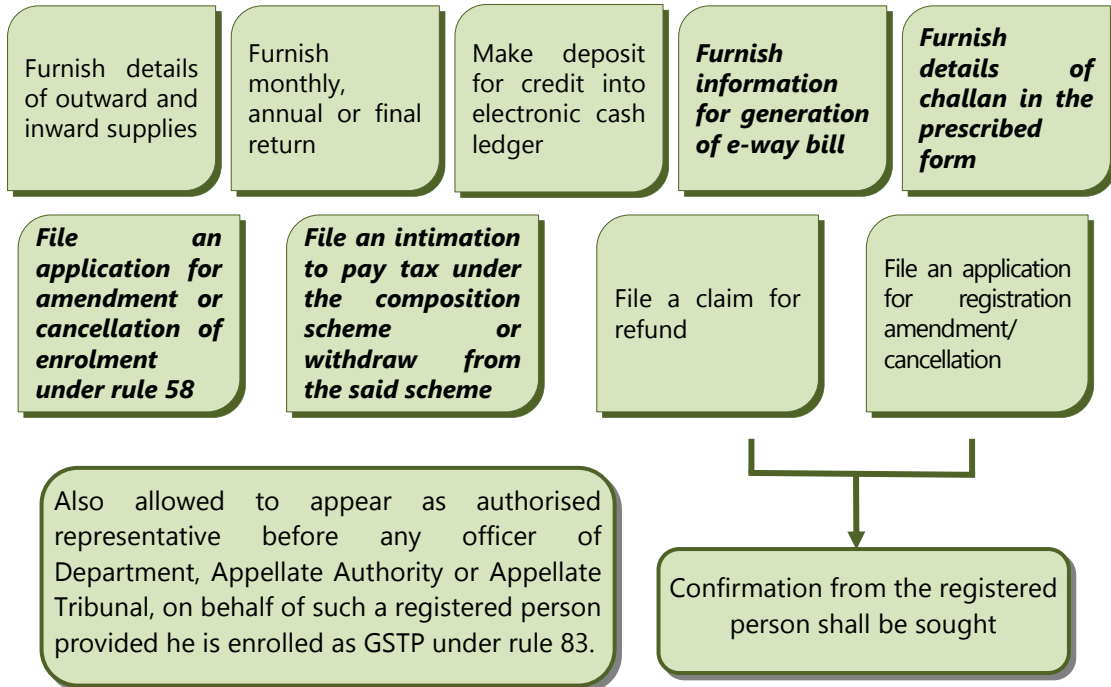 Furnish details
of outward and
inward supplies
Furnish
monthly,
annual or final
return
Make deposit
for credit into
electronic cash
ledger
Furnish
information
for generation
of e-way bill
Furnish
details of
challan in the
prescribed
form
File an
application for
amendment or
cancellation of
enrolment
under rule 58
File an intimation
to pay tax under
the composition
scheme or
withdraw from
the said scheme
File a claim for
refund
File an application
for registration
amendment/
cancellation
Also allowed to appear as authorised
representative before any officer of
Department, Appellate Authority or Appellate
Tribunal, on behalf of such a registered person
provided he is enrolled as GSTP under rule 83.
Confirmation from the registered
person shall be sought